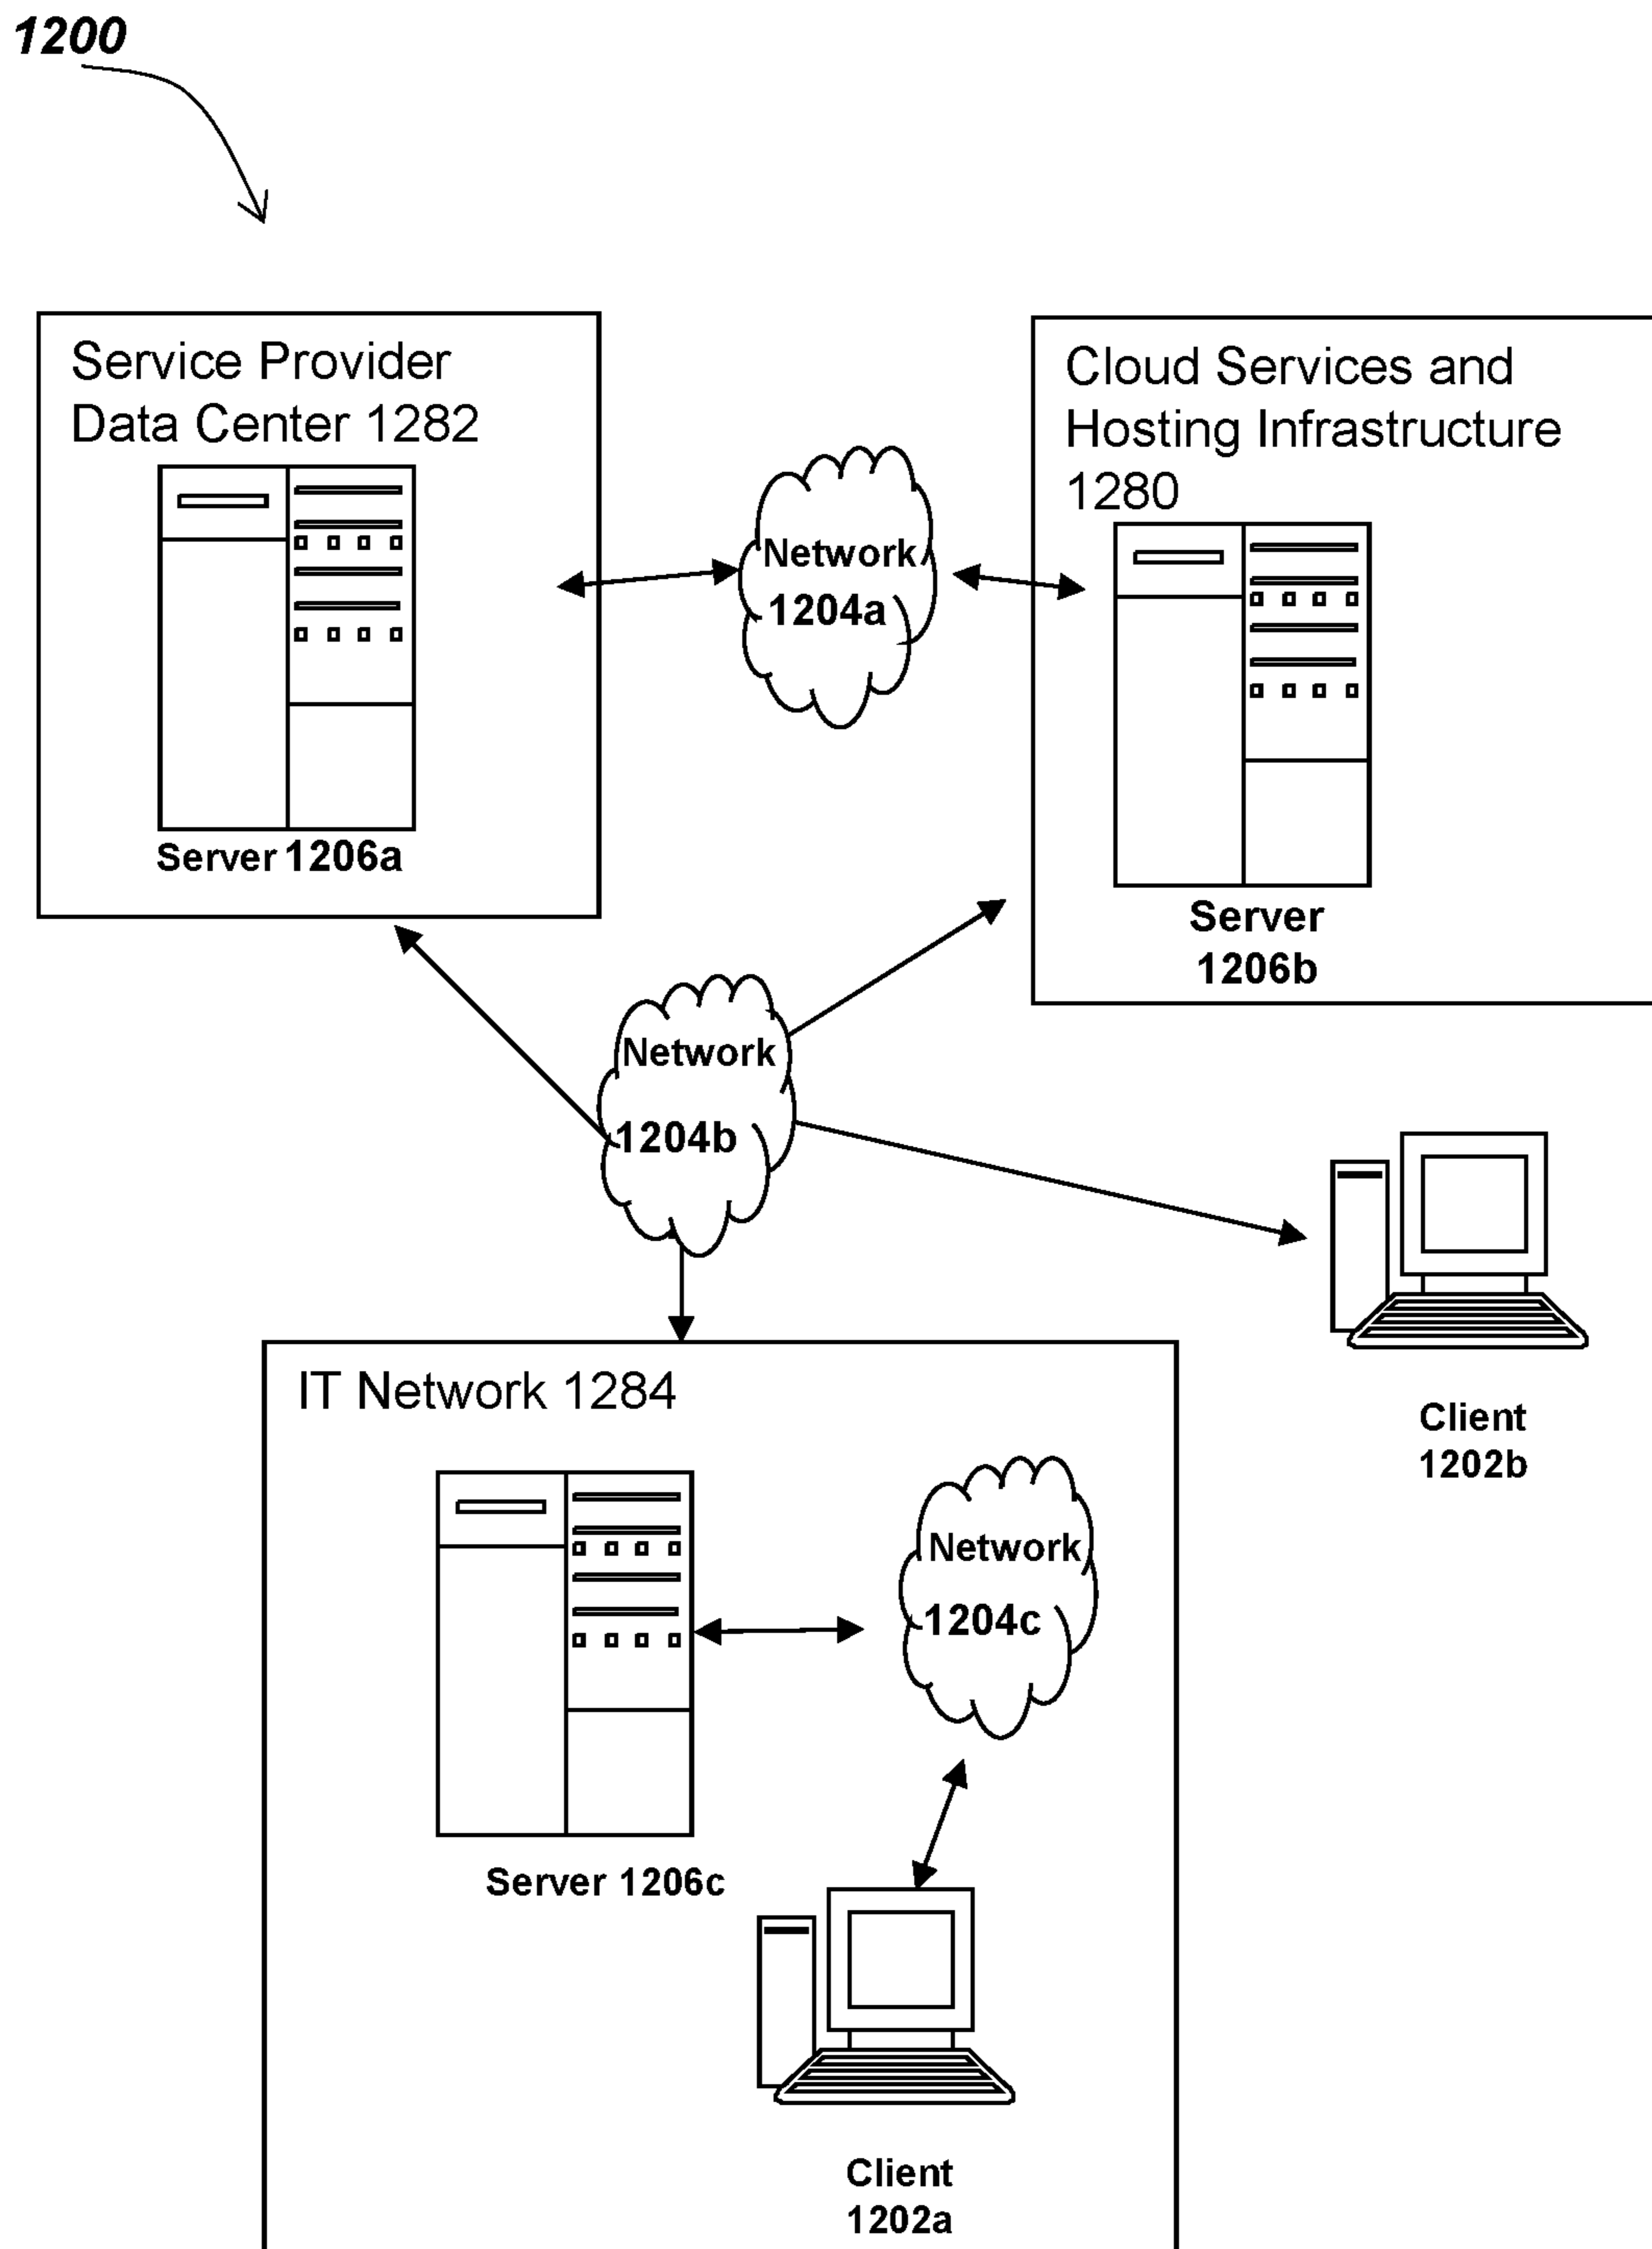 1200
Service Provider
Data Center 1282
Server 1206a
Network
1204a
Cloud Services and
Hosting Infrastructure
1280
Server
1206b
Network
1204b
Client
1202b
IT Network 1284
Server 1206c
Network
1204c
Client
1202a